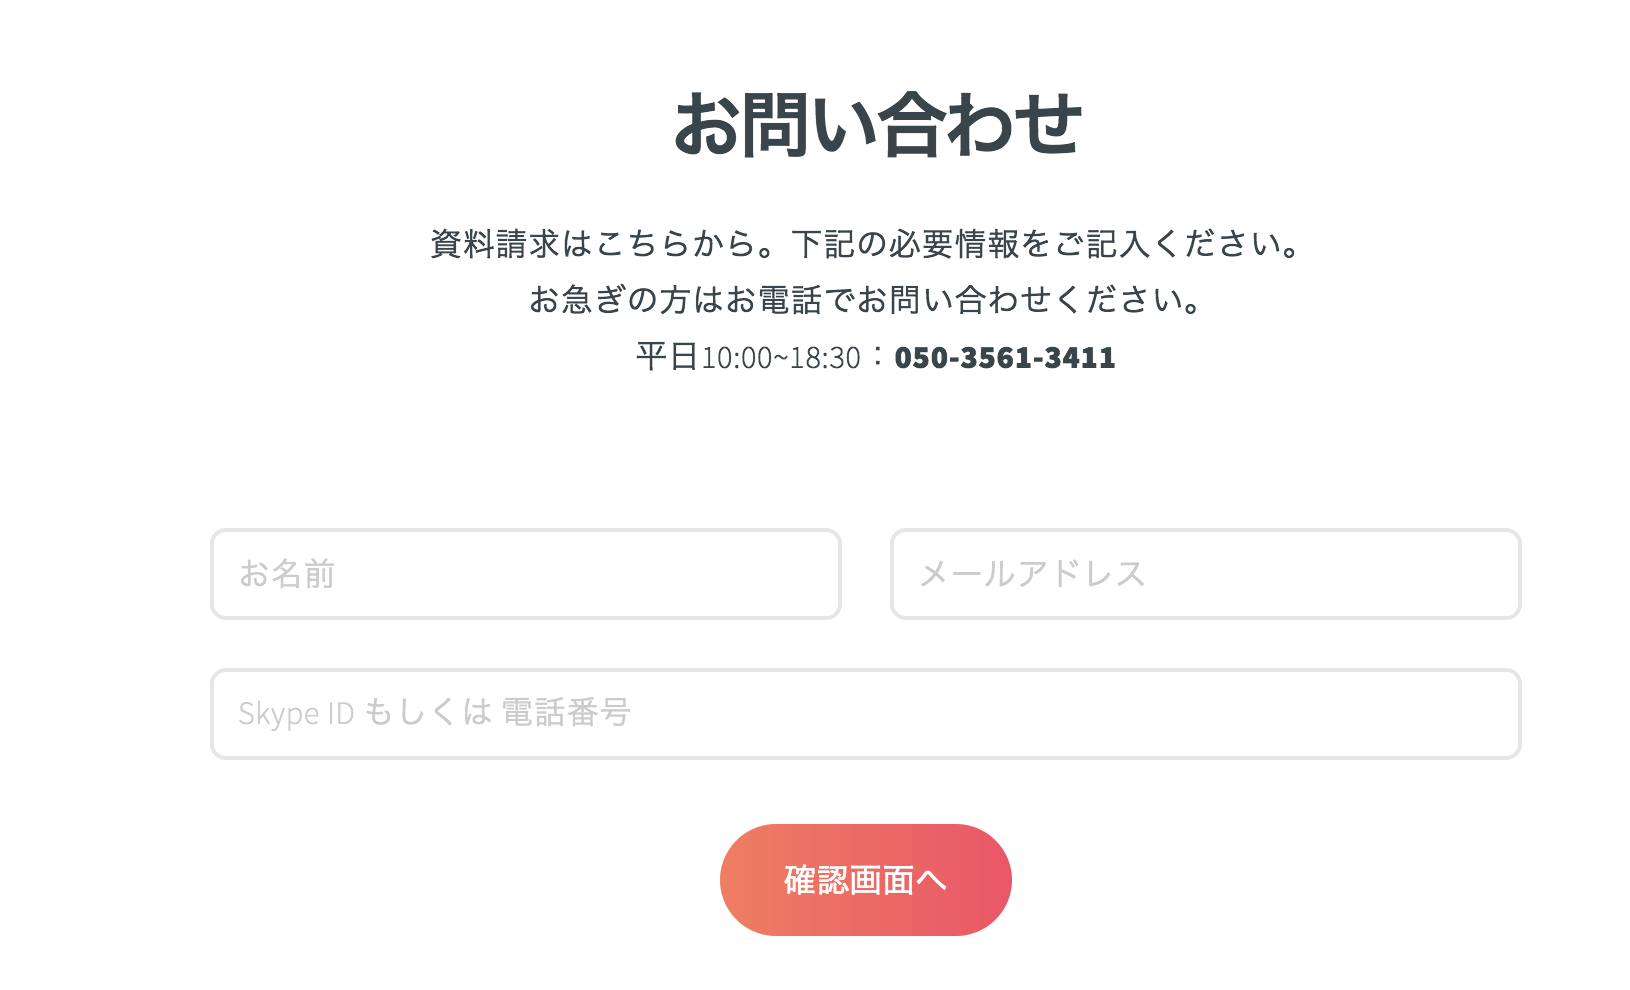 お問い合わせ
資料請求はこちらから。下記の必要情報をご記入ください。
お急ぎの方はお電話でお問い合わせください。
平日10:00~18:30：050-3561-3411
お名前
メールアドレス
Skype ID もしくは 電話番号
確認画面へ